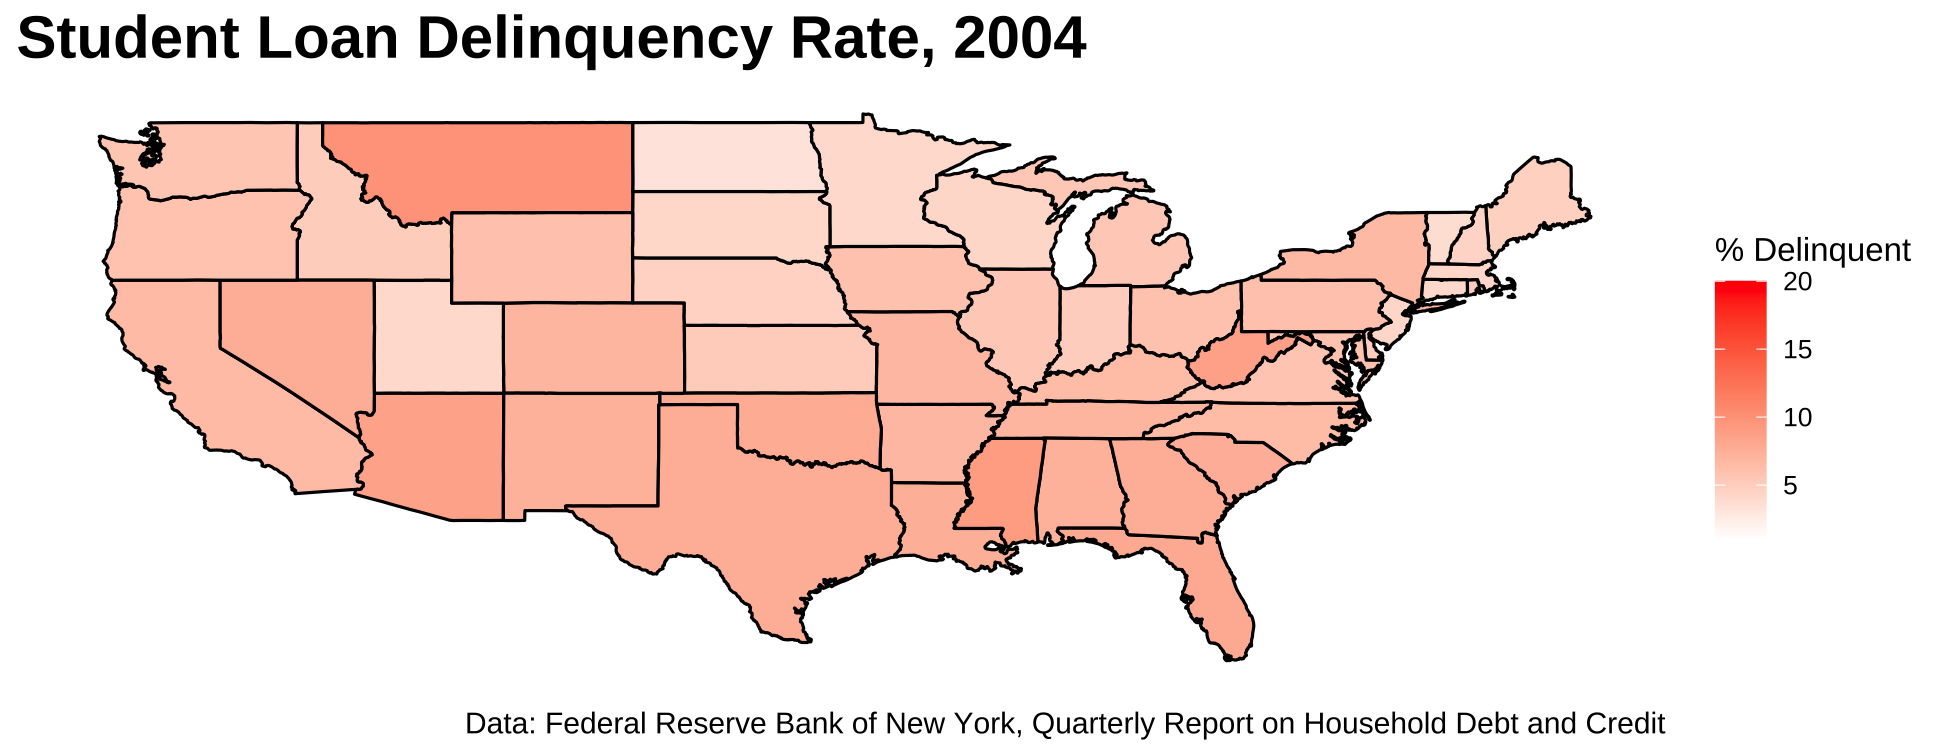 Student Loan Delinquency Rate, 2004
% Delinquent
20
15
10
5
Data: Federal Reserve Bank of New York, Quarterly Report on Household Debt and Credit